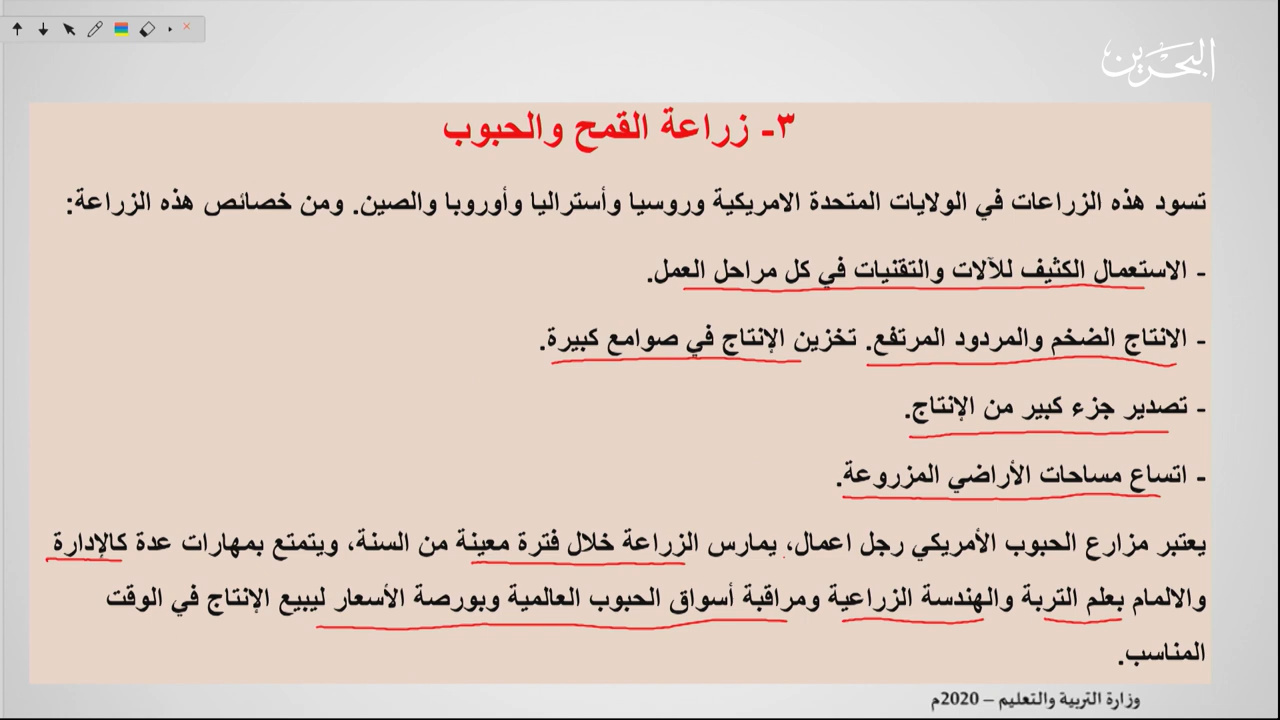 البحرين
٣- زراعة القمح والحبوب
تسود هذه الزراعات في الولايات المتحدة الامريكية وروسيا وأستراليا وأوروبا والصين. ومن خصائص هذه الزراعة:
- الاستعمال الكثيف للآلات والتقنيات في كل مراحل العمل.
- الانتاج الضخم والمردود المرتفع. تخزين الإنتاج في صوامع كبيرة.
- تصدير جزء كبير من الإنتاج.
- اتساع مساحات الأراضي المزروعة.
يعتبر مزارع الحبوب الأمريكي رجل اعمال، يمارس الزراعة خلال فترة معينة من السنة، ويتمتع بمهارات عدة كالإدارة
والالمام بعلم التربة والهندسة الزراعية ومراقبة أسواق الحبوب العالمية وبورصة الأسعار ليبيع الإنتاج في الوقت
المناسب.
وزارة التربية والتعليم – 2020م